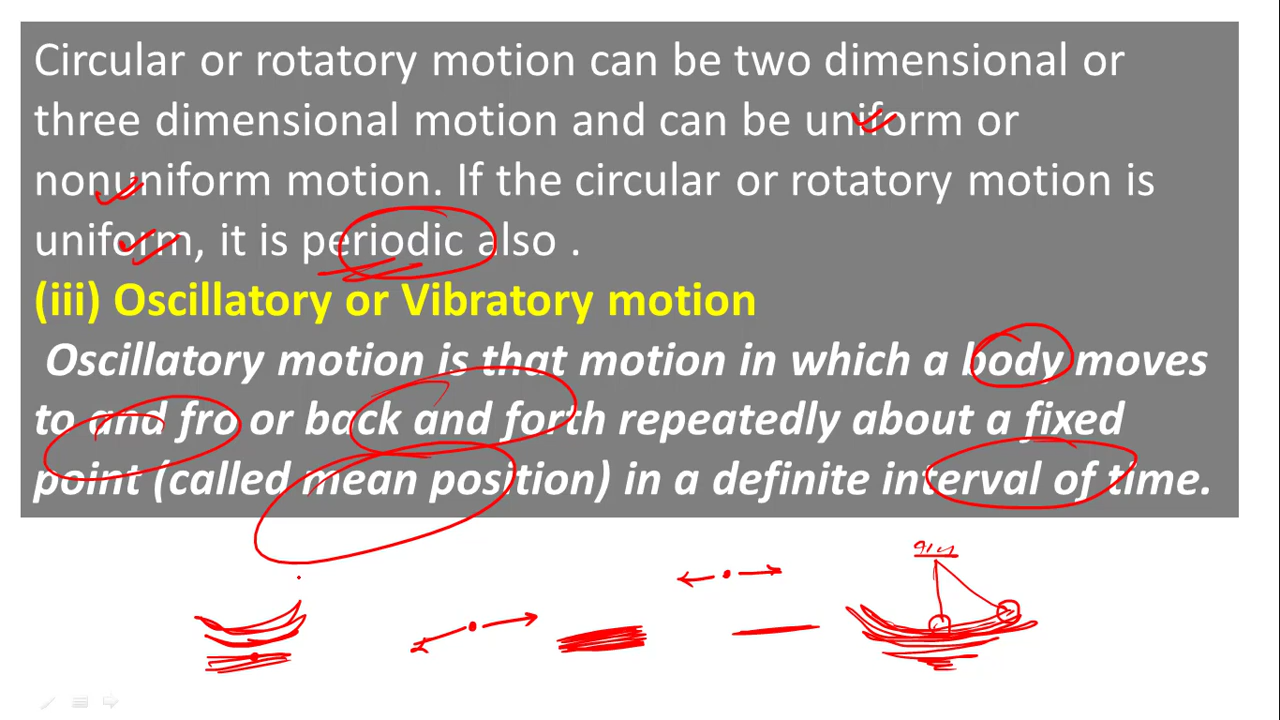 Circular or rotatory motion can be two dimensional or
three dimensional motion and can be uniform or
nonuniform motion. If the circular or rotatory motion is
uniform, it is periodic also .
(iii) Oscillatory or Vibratory motion
Oscillatory motion is that motion in which a body moves
to and fro or back and forth repeatedly about a fixed
point (called mean position) in a definite interval of time.